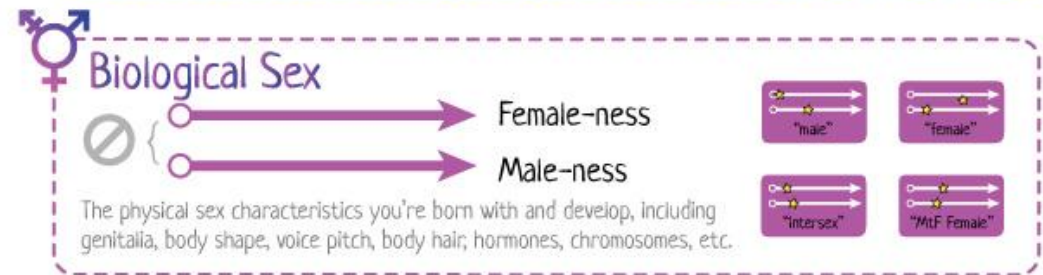 Biological Sex
Female-ness
Male-ness
The physical sex characteristics you're born with and develop, including
genitalia, body shape, voice pitch, body hair, hormones, chromosomes, etc.
"male"
"female"
"intersex"
"MtF Female"